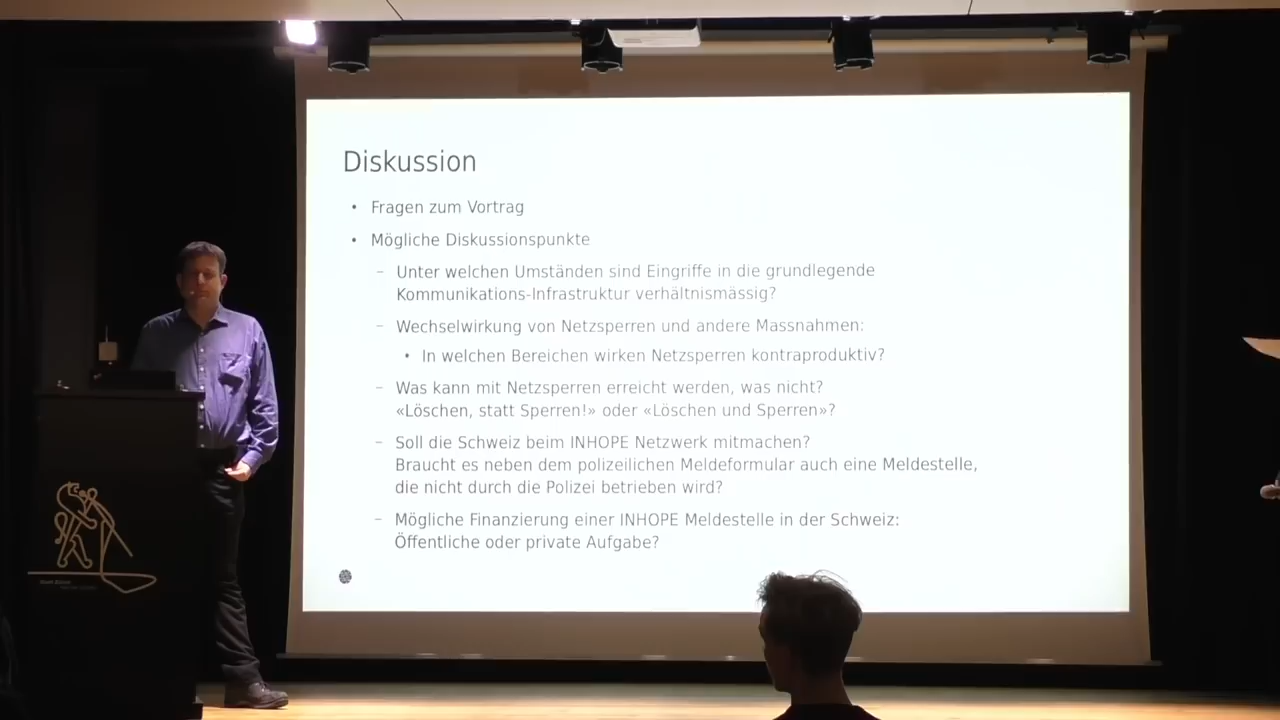 Diskussion
• Fragen zum Vortrag
• Mögliche Diskussionspunkte
– Unter welchen Umständen sind Eingriffe in die grundlegende
Kommunikations-Infrastruktur verhältnismässig?
– Wechselwirkung von Netzsperren und andere Massnahmen:
• In welchen Bereichen wirken Netzsperren kontraproduktiv?
– Was kann mit Netzsperren erreicht werden, was nicht?
«Löschen, statt Sperren!» oder «Löschen und Sperren»?
– Soll die Schweiz beim INHOPE Netzwerk mitmachen?
Braucht es neben dem polizeilichen Meldeformular auch eine Meldestelle,
die nicht durch die Polizei betrieben wird?
– Mögliche Finanzierung einer INHOPE Meldestelle in der Schweiz:
Öffentliche oder private Aufgabe?
Stadt Zürich